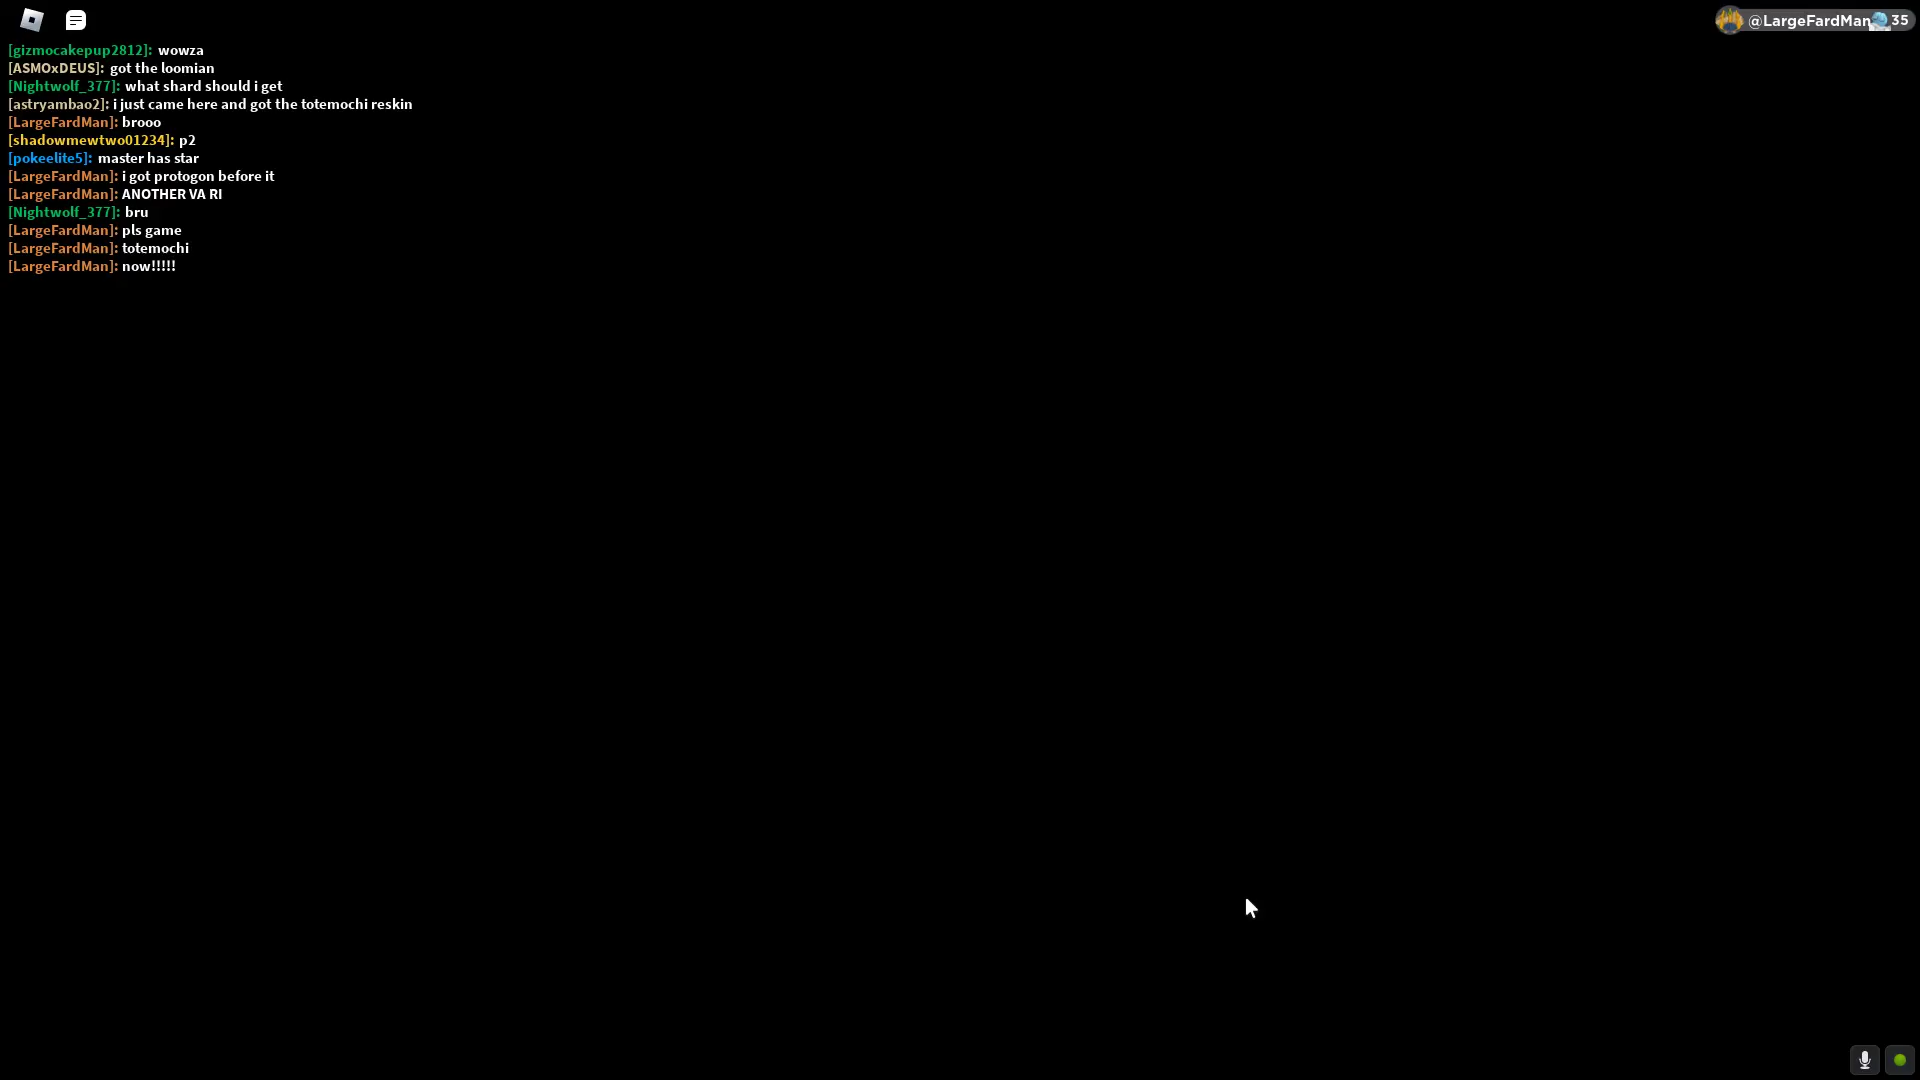 @LargeFardMan 35
[gizmocakepup2812]: wowza
[ASMOxDEUS]: got the loomian
[Nightwolf_377]: what shard should i get
[astryambao2]: i just came here and got the totemochi reskin
[LargeFardMan]: brooo
[shadowmewtwo01234]: p2
[pokeelite5]: master has star
[LargeFardMan]: i got protogon before it
[LargeFardMan]: ANOTHER VA RI
[Nightwolf_377]: bru
[LargeFardMan]: pls game
[LargeFardMan]: totemochi
[LargeFardMan]: now!!!!!